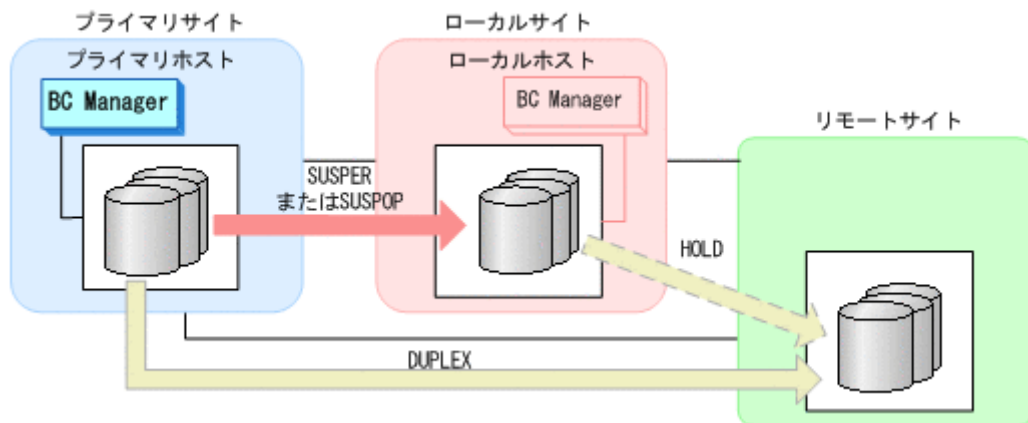 プライマリサイト
プライマリホスト
BC Manager
ローカルサイト
ローカルホスト
BC Manager
リモートサイト
SUSPER
またはSUSPOP
HOLD
DUPLEX